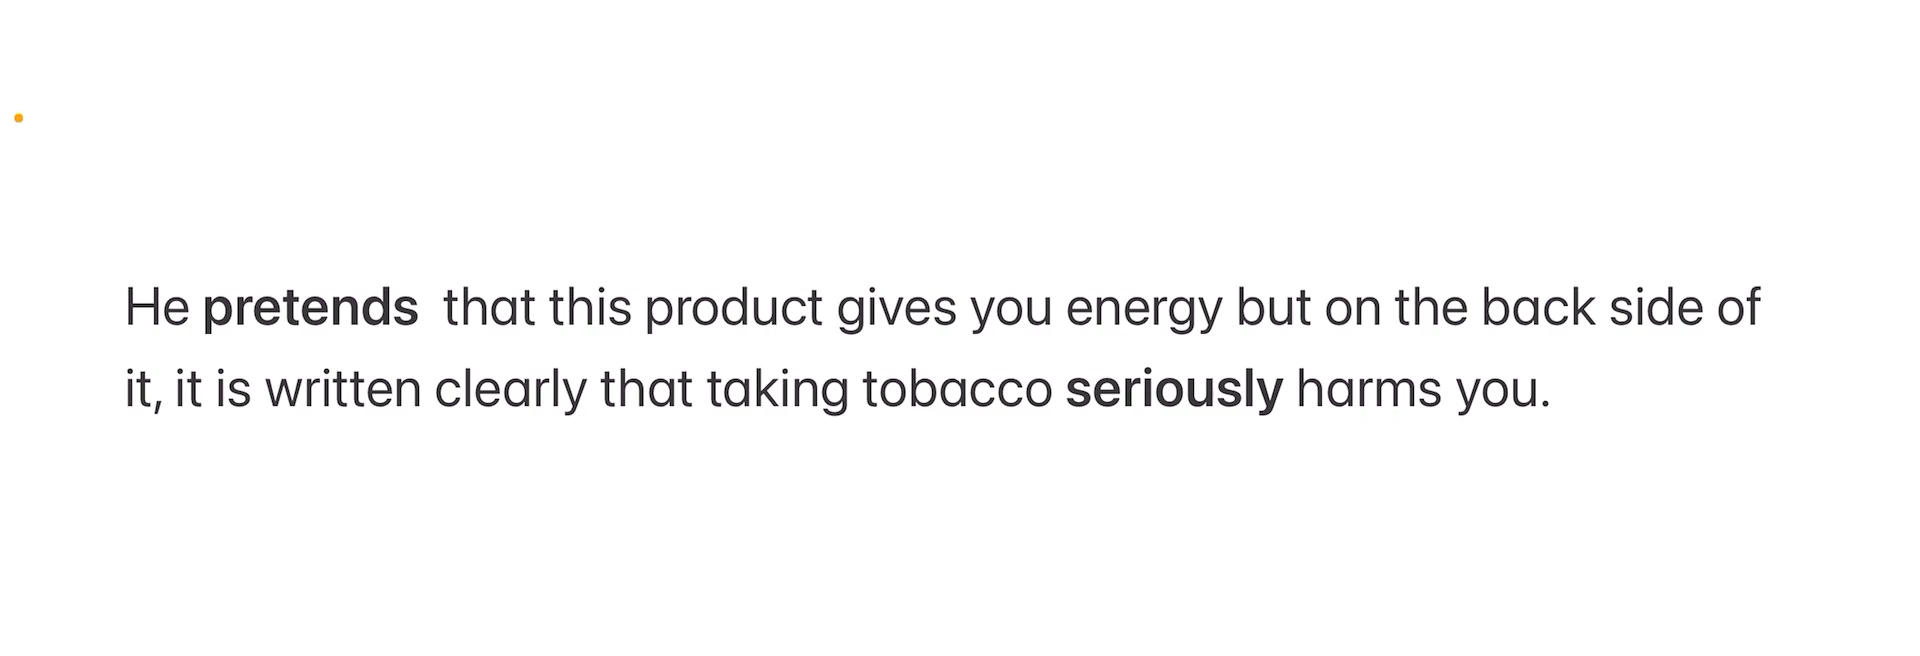 He pretends that this product gives you energy but on the back side of
it, it is written clearly that taking tobacco seriously harms you.